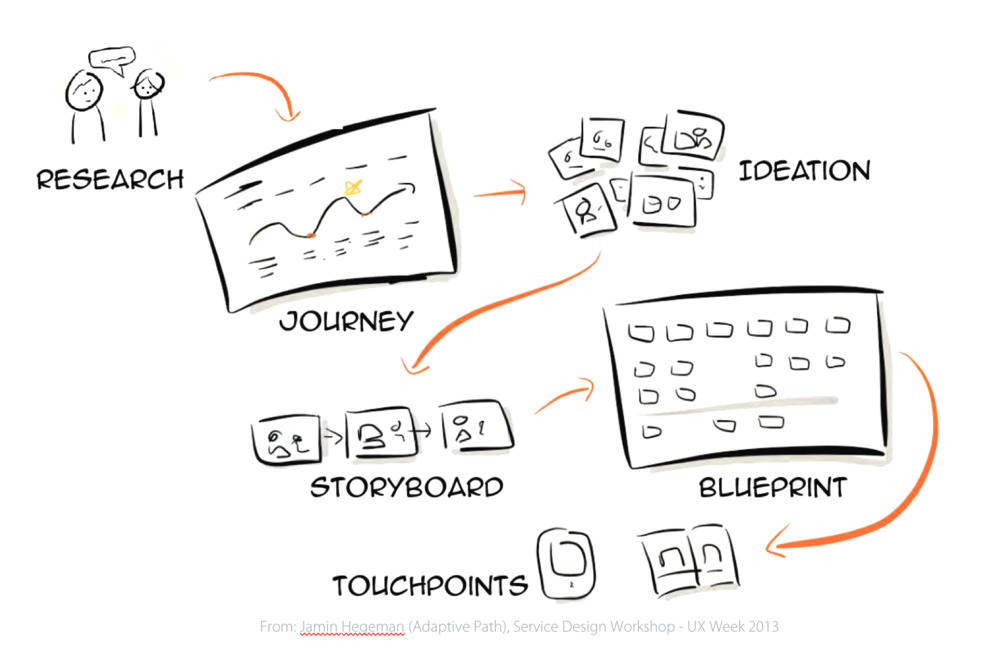 RESEARCH
JOURNEY
IDEATION
STORYBOARD
BLUEPRINT
TOUCHPOINTS
From: Jamin Hegeman (Adaptive Path), Service Design Workshop - UX Week 2013